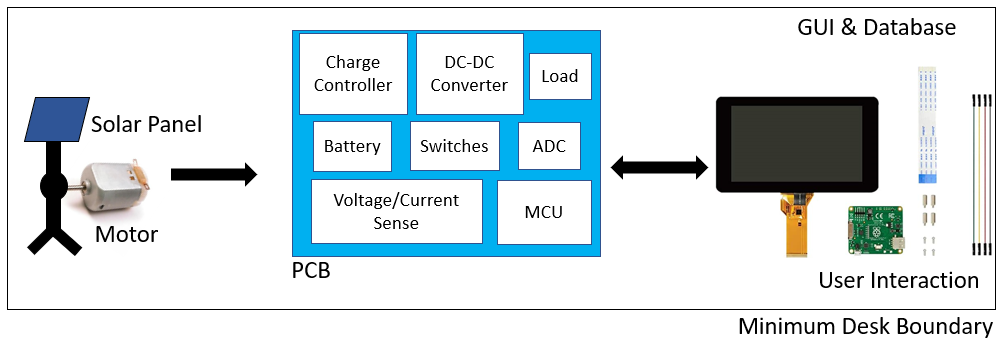 GUI & Database
Solar Panel
Motor
Charge
Controller
DC-DC
Converter
Load
Battery
Switches
ADC
Voltage/Current
Sense
MCU
PCB
User Interaction
Minimum Desk Boundary